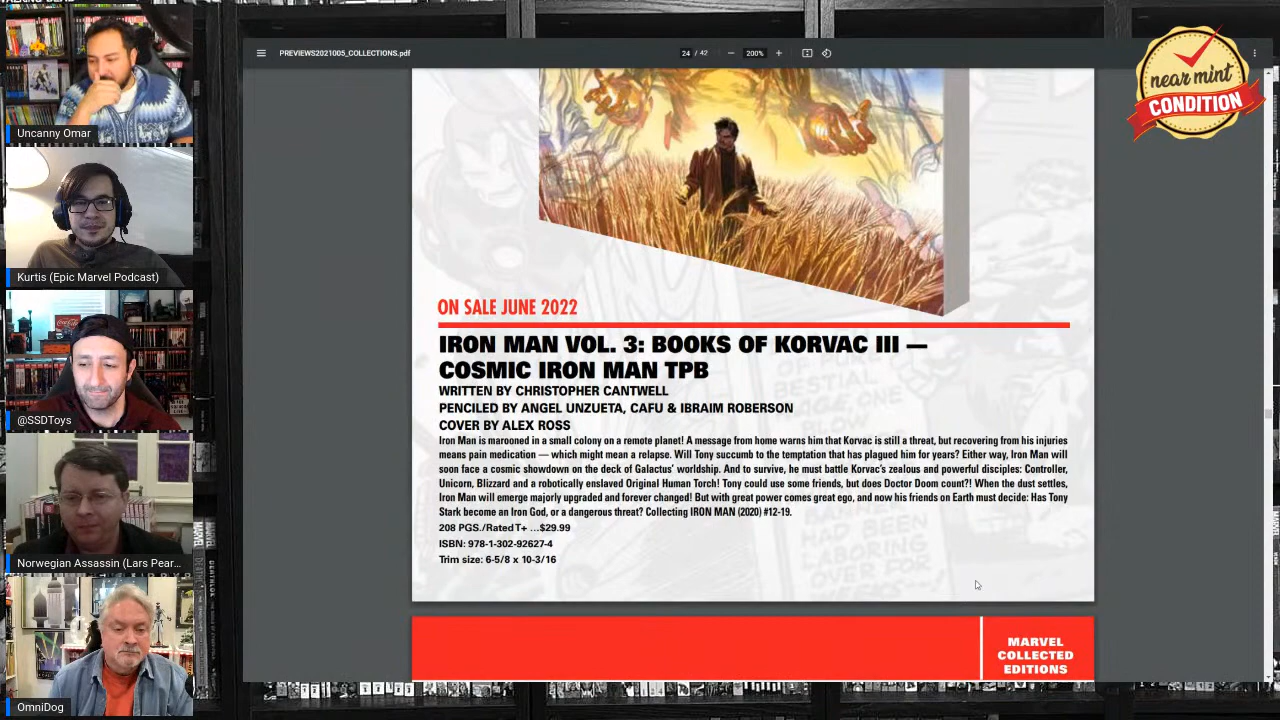 PREVIEWS2021005_COLLECTIONS.pdf
24 / 42
200%
near mint
CONDITION
Uncanny Omar
Kurtis (Epic Marvel Podcast)
@SSDToys
Norwegian Assassin (Lars Pear...
OmniDog
ON SALE JUNE 2022
IRON MAN VOL. 3: BOOKS OF KORVAC III —
COSMIC IRON MAN TPB
WRITTEN BY CHRISTOPHER CANTWELL
PENCILED BY ANGEL UNZUETA, CAFU & IBRAIM ROBERSON
COVER BY ALEX ROSS
Iron Man is marooned in a small colony on a remote planet! A message from home warns him that Korvac is still a threat, but recovering from his injuries
means pain medication — which might mean a relapse. Will Tony succumb to the temptation that has plagued him for years? Either way, Iron Man will
soon face a cosmic showdown on the deck of Galactus' worldship. And to survive, he must battle Korvac's zealous and powerful disciples: Controller,
Unicorn, Blizzard and a robotically enslaved Original Human Torch! Tony could use some friends, but does Doctor Doom count?! When the dust settles,
Iron Man will emerge majorly upgraded and forever changed! But with great power comes great ego, and now his friends on Earth must decide: Has Tony
Stark become an Iron God, or a dangerous threat? Collecting IRON MAN (2020) #12-19.
208 PGS./Rated T+ ...$29.99
ISBN: 978-1-302-92627-4
Trim size: 6-5/8 x 10-3/16
MARVEL
COLLECTED
EDITIONS